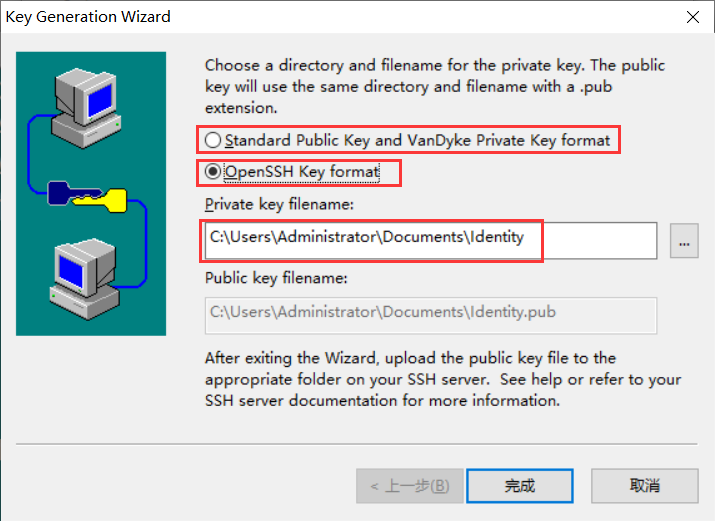 Key Generation Wizard
Choose a directory and filename for the private key. The public
key will use the same directory and filename with a .pub
extension.
Standard Public Key and VanDyke Private Key format
OpenSSH Key format
Private key filename:
C:\Users\Administrator\Documents\Identity
...
Public key filename:
C:\Users\Administrator\Documents\Identity.pub
After exiting the Wizard, upload the public key file to the
appropriate folder on your SSH server.  See help or refer to your
SSH server documentation for more information.
< 上一步(B)
完成
取消